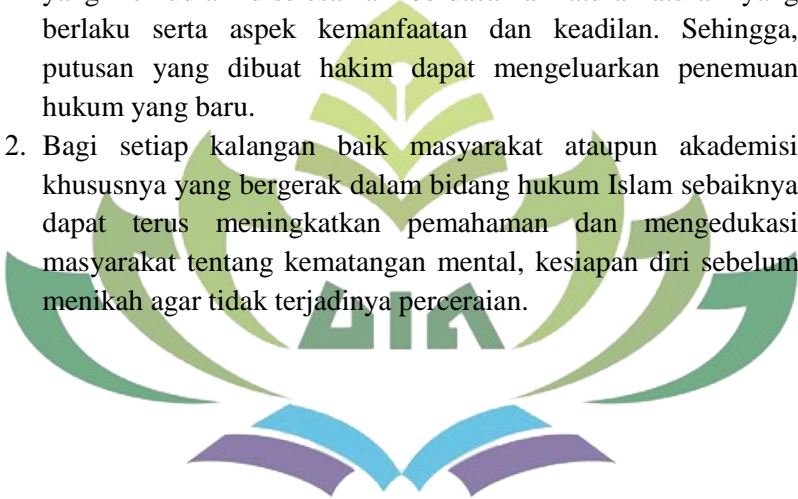 berlaku serta aspek kemanfaatan dan keadilan. Sehingga,
putusan yang dibuat hakim dapat mengeluarkan penemuan
hukum yang baru.
2. Bagi setiap kalangan baik masyarakat ataupun akademisi
khususnya yang bergerak dalam bidang hukum Islam sebaiknya
dapat terus meningkatkan pemahaman dan mengedukasi
masyarakat tentang kematangan mental, kesiapan diri sebelum
menikah agar tidak terjadinya perceraian.